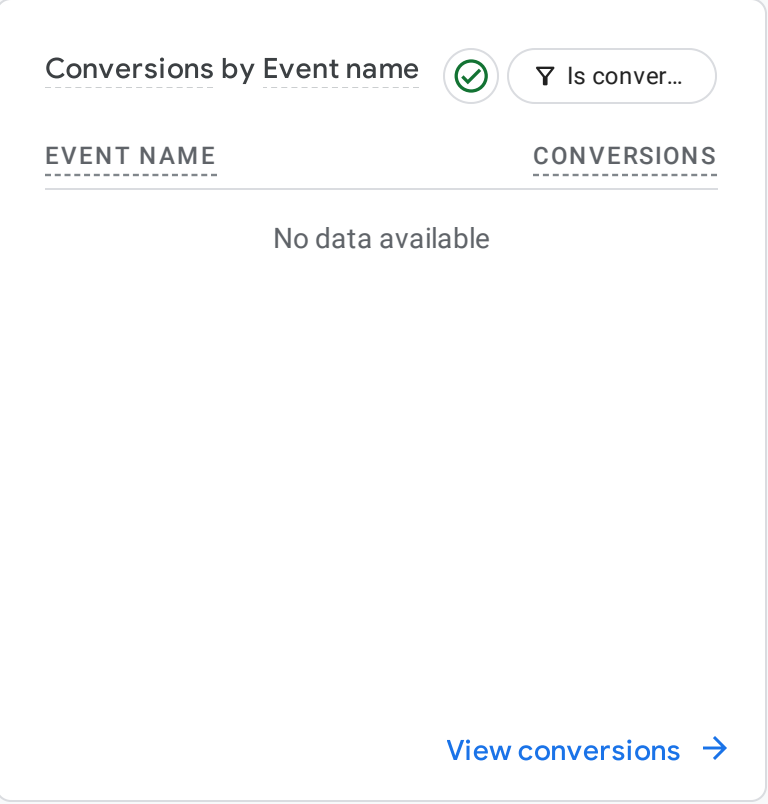 Conversions by Event name
Is conver...
EVENT NAME CONVERSIONS
No data available
View conversions